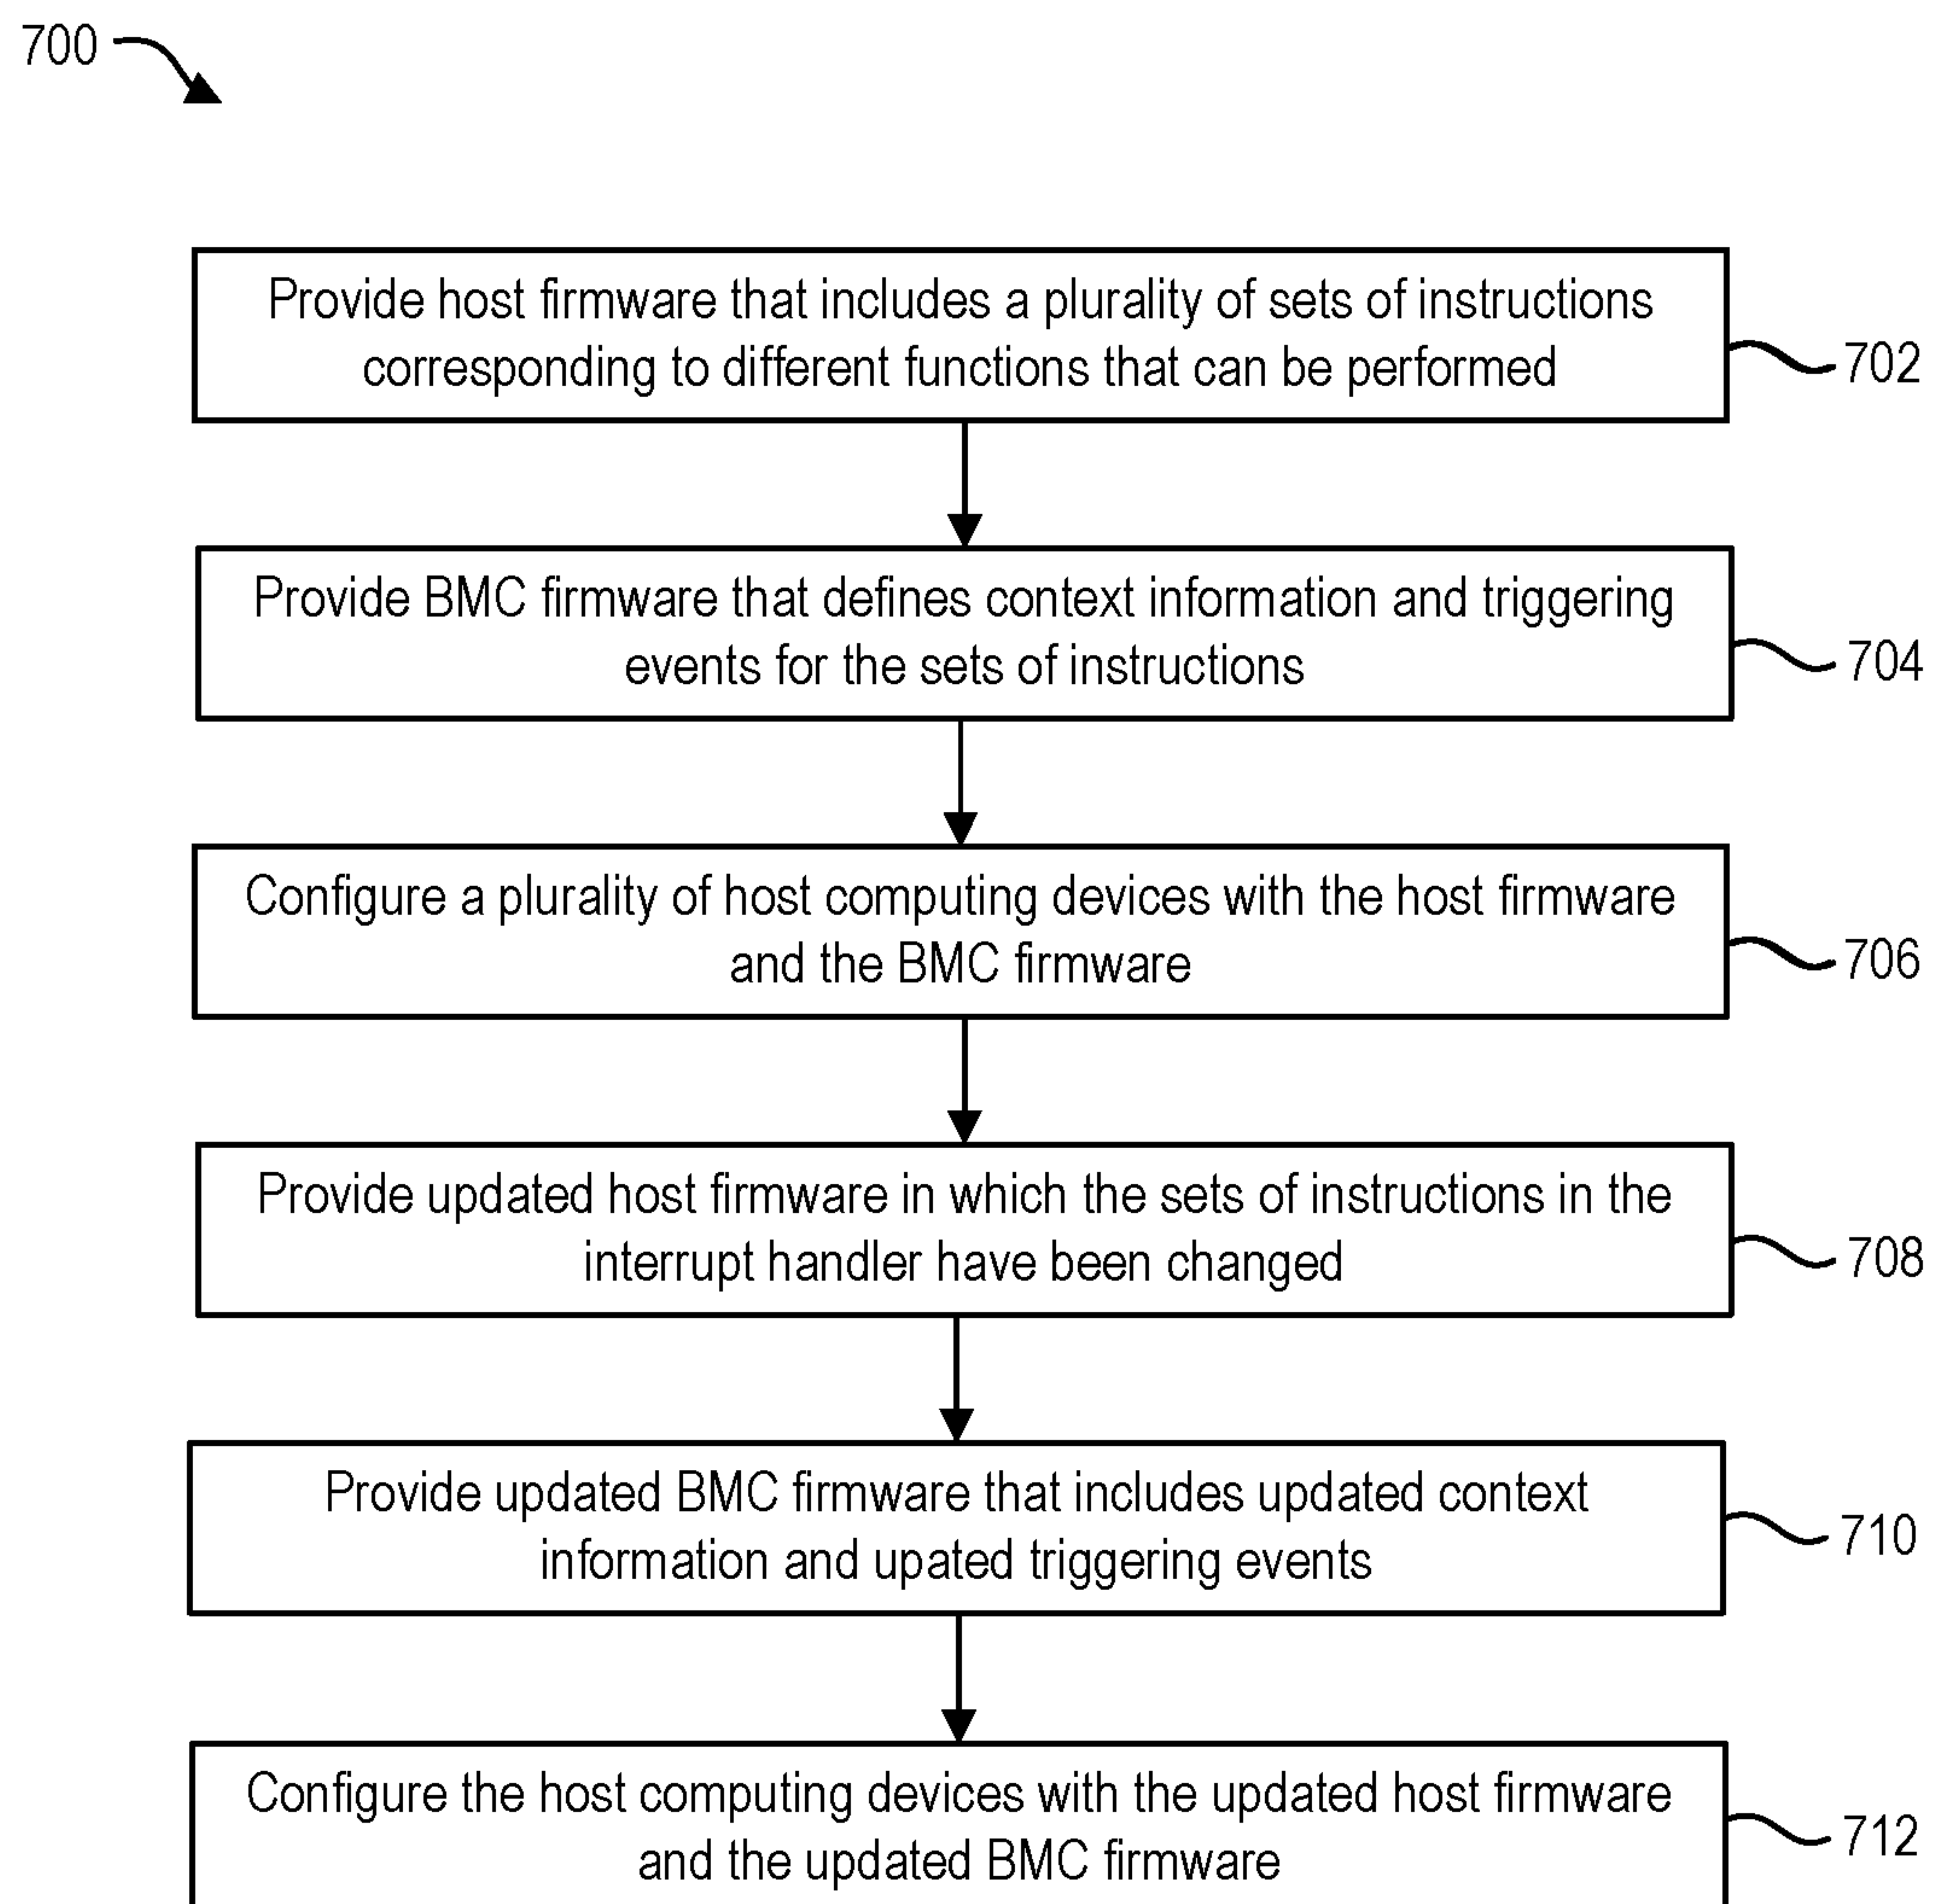 700
Provide host firmware that includes a plurality of sets of instructions
corresponding to different functions that can be performed
702
Provide BMC firmware that defines context information and triggering
events for the sets of instructions
704
Configure a plurality of host computing devices with the host firmware
and the BMC firmware
706
Provide updated host firmware in which the sets of instructions in the
interrupt handler have been changed
708
Provide updated BMC firmware that includes updated context
information and upated triggering events
710
Configure the host computing devices with the updated host firmware
and the updated BMC firmware
712